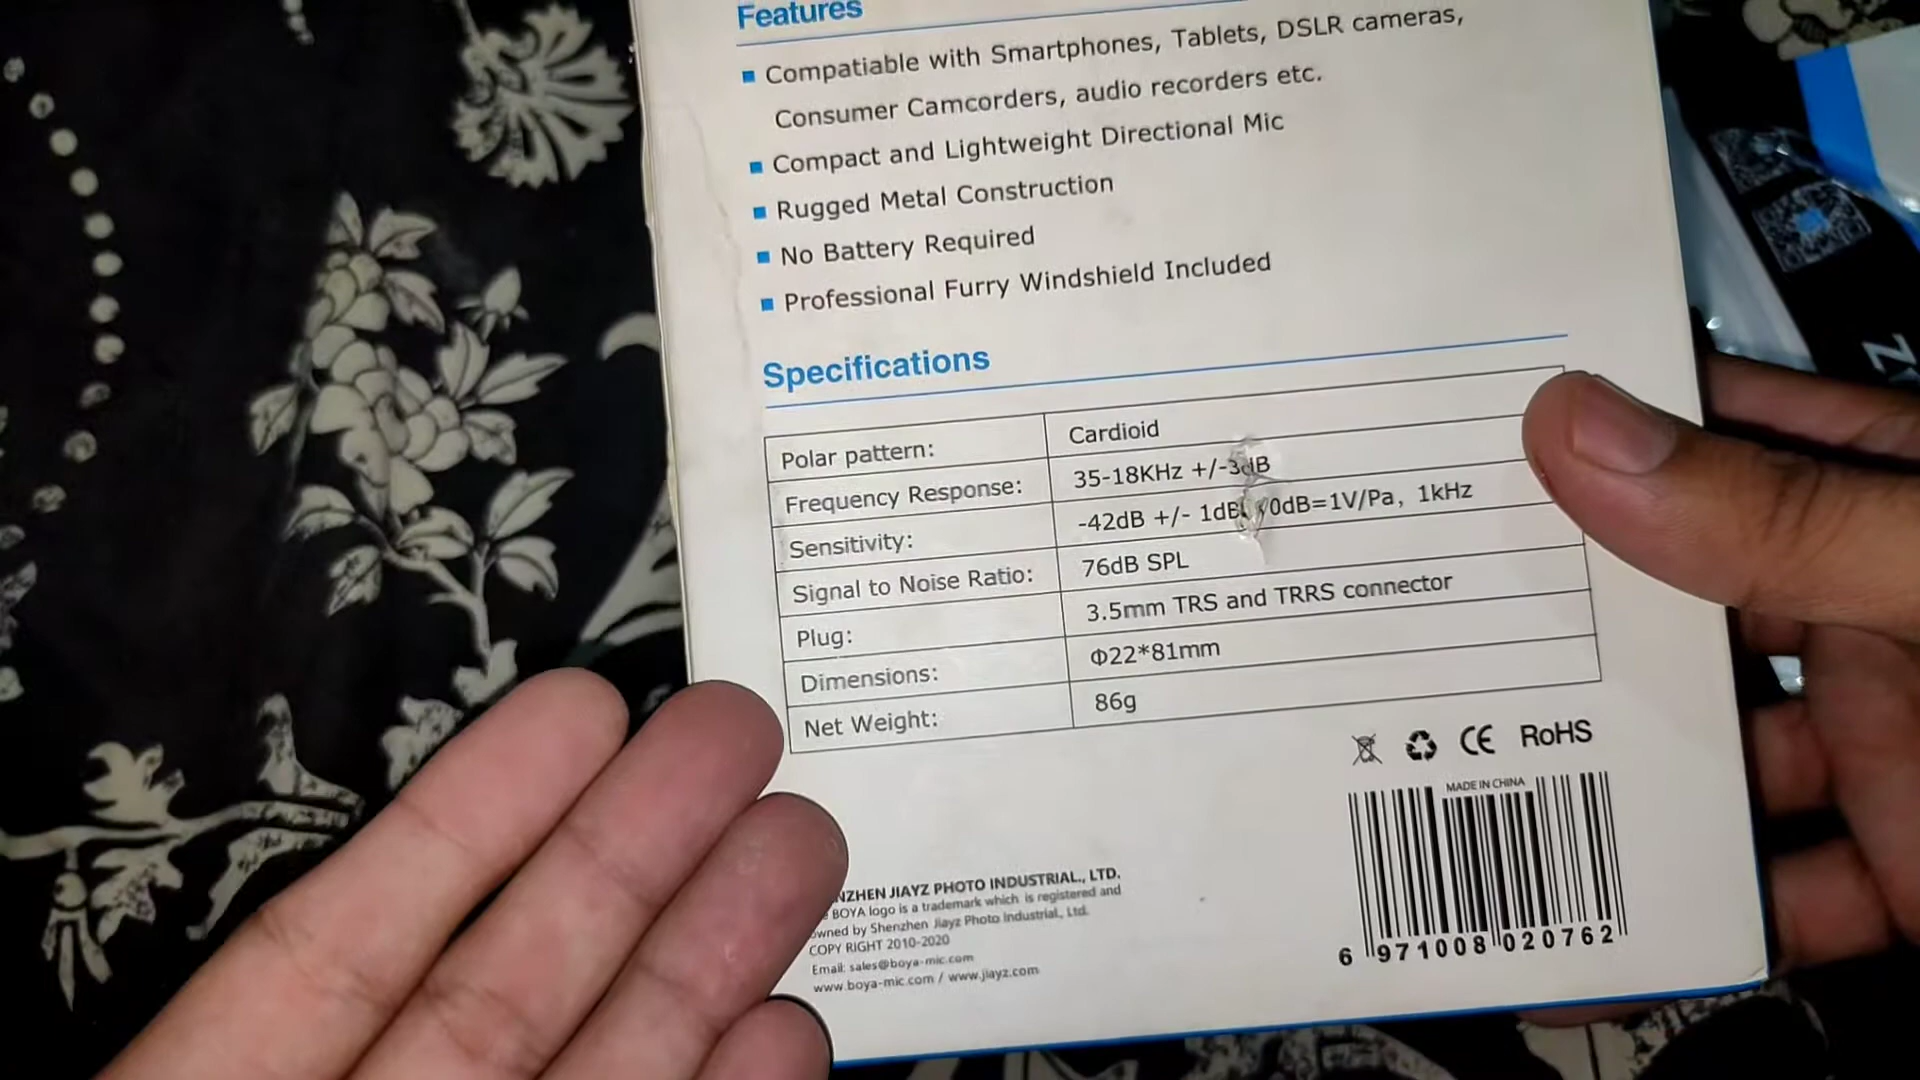 Features
Compatiable with Smartphones, Tablets, DSLR cameras,
Consumer Camcorders, audio recorders etc.
Compact and Lightweight Directional Mic
Rugged Metal Construction
No Battery Required
Professional Furry Windshield Included
Specifications
Polar pattern: Cardioid
Frequency Response: 35-18KHz +/-3dB
Sensitivity: -42dB +/- 1dB 0dB=1V/Pa, 1kHz
Signal to Noise Ratio: 76dB SPL
Plug: 3.5mm TRS and TRRS connector
Dimensions: Φ22*81mm
Net Weight: 86g
CE RoHS
MADE IN CHINA
6 971008 020762
NZHEN JIAYZ PHOTO INDUSTRIAL., LTD.
BOYA logo is a trademark which is registered and
owned by Shenzhen Jiayz Photo Industrial., Ltd.
COPY RIGHT 2010-2020
Email: sales@boya-mic.com
www.boya-mic.com / www.jiayz.com